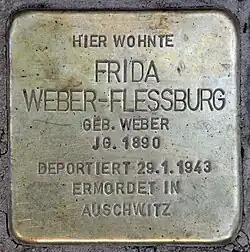 HIER WOHNTE
FRIDA
WEBER-FLESSBURG
GEB. WEBER
JG. 1890
DEPORTIERT 29.1.1943
ERMORDET IN
AUSCHWITZ